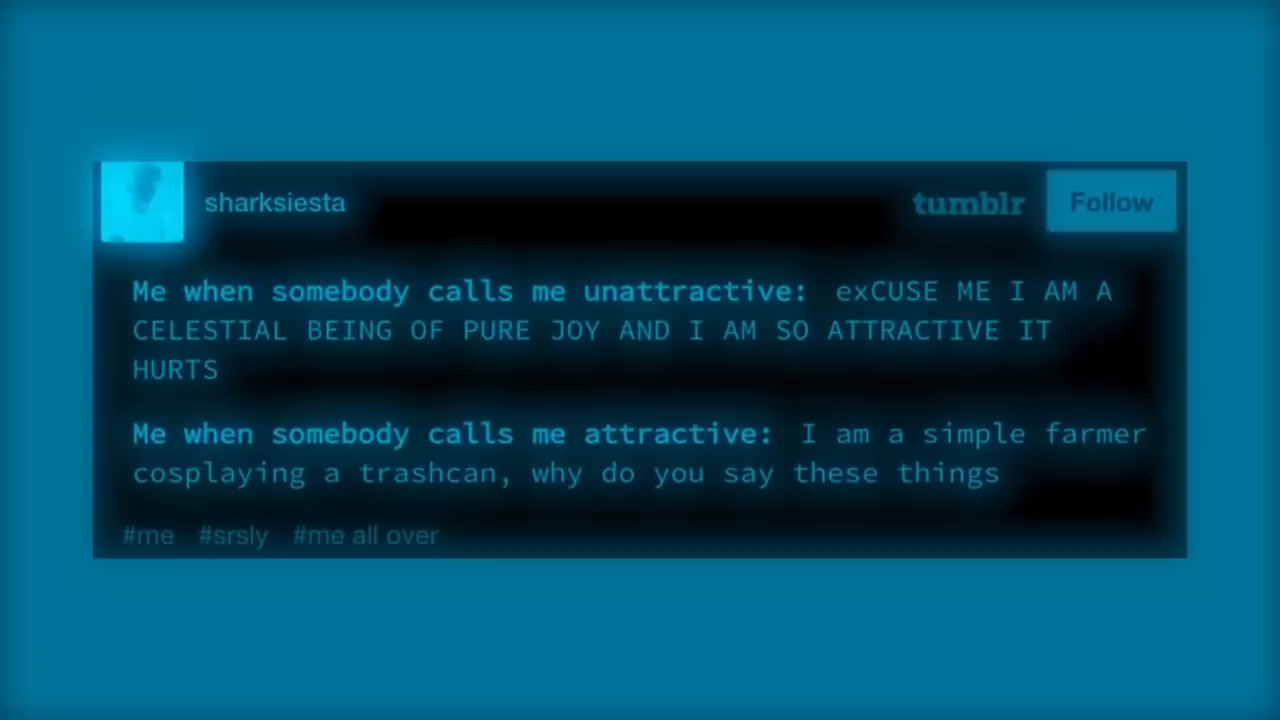 sharksiesta tumblr Follow
Me when somebody calls me unattractive: exCUSE ME I AM A
CELESTIAL BEING OF PURE JOY AND I AM SO ATTRACTIVE IT
HURTS
Me when somebody calls me attractive: I am a simple farmer
cosplaying a trashcan, why do you say these things
#me #srsly #me all over